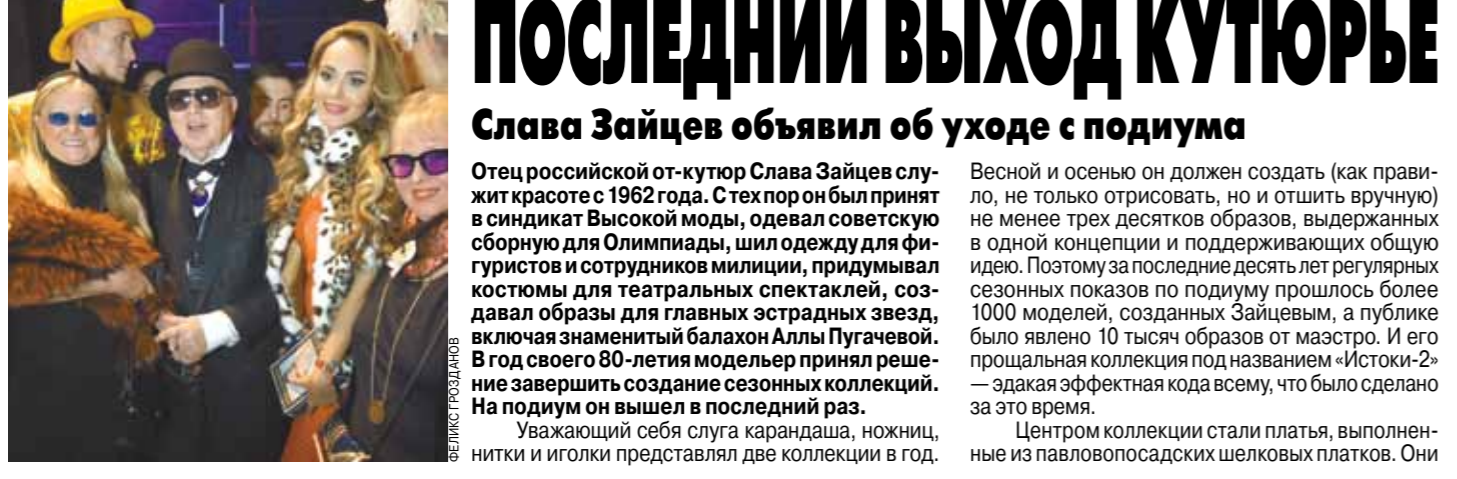 ПОСЛЕДНИЙ ВЫХОД КУТЮРЬЕ
Слава Зайцев объявил об уходе с подиума
Отец российской от-кутюр Слава Зайцев слу-
жит красоте с 1962 года. С тех пор он был принят
в синдикат Высокой моды, одевал советскую
сборную для Олимпиады, шил одежду для фи-
гуристов и сотрудников милиции, придумывал
костюмы для театральных спектаклей, соз-
давал образы для главных эстрадных звезд,
включая знаменитый балахон Аллы Пугачевой.
В год своего 80-летия модельер принял реше-
ние завершить создание сезонных коллекций.
На подиум он вышел в последний раз.
Уважающий себя слуга карандаша, ножниц,
нитки и иголки представлял две коллекции в год.
Весной и осенью он должен создать (как прави-
ло, не только отрисовать, но и отшить вручную)
не менее трех десятков образов, выдержанных
в одной концепции и поддерживающих общую
идею. Поэтому за последние десять лет регулярных
сезонных показов по подиуму прошлось более
1000 моделей, созданных Зайцевым, а публике
было явлено 10 тысяч образов от маэстро. И его
прощальная коллекция под названием «Истоки-2»
— эдакая эффектная кода всему, что было сделано
за это время.
Центром коллекции стали платья, выполнен-
ные из павловопосадских шелковых платков. Они
ФЕЛИКС ГРОЗДАНОВ